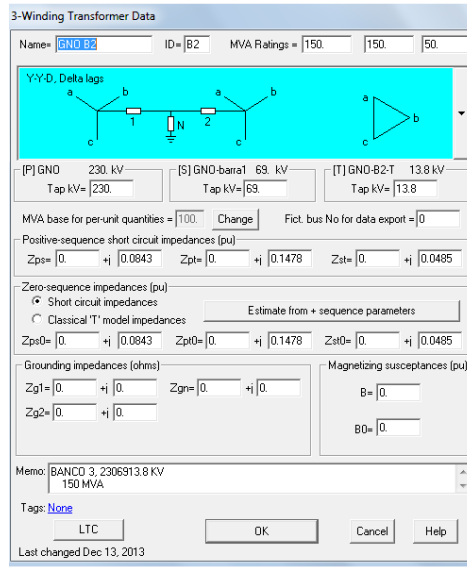 3-Winding Transformer Data
Name= GNO B2 ID= B2 MVA Ratings = 150. 150. 50.
Y-Y-D, Delta lags
a b a b a
1 N 2 b
c c c
[P] GNO 230. kV [S] GNO-barra1 69. kV [T] GNO-B2-T 13.8 kV
Tap kV= 230. Tap kV= 69. Tap kV= 13.8
MVA base for per-unit quantities = 100. Change Fict. bus No for data export = 0
Positive-sequence short circuit impedances (pu)
Zps= 0. +j 0.0843 Zpt= 0. +j 0.1478 Zst= 0. +j 0.0485
Zero-sequence impedances (pu)
Short circuit impedances
Classical 'T' model impedances
Estimate from + sequence parameters
Zps0= 0. +j 0.0843 Zpt0= 0. +j 0.1478 Zst0= 0. +j 0.0485
Grounding impedances (ohms) Magnetizing susceptances (pu)
Zg1= 0. +j 0. Zgn= 0. +j 0. B= 0.
Zg2= 0. +j 0. B0= 0.
Memo: BANCO 3, 2306913.8 KV
150 MVA
Tags: None
LTC OK Cancel Help
Last changed Dec 13, 2013